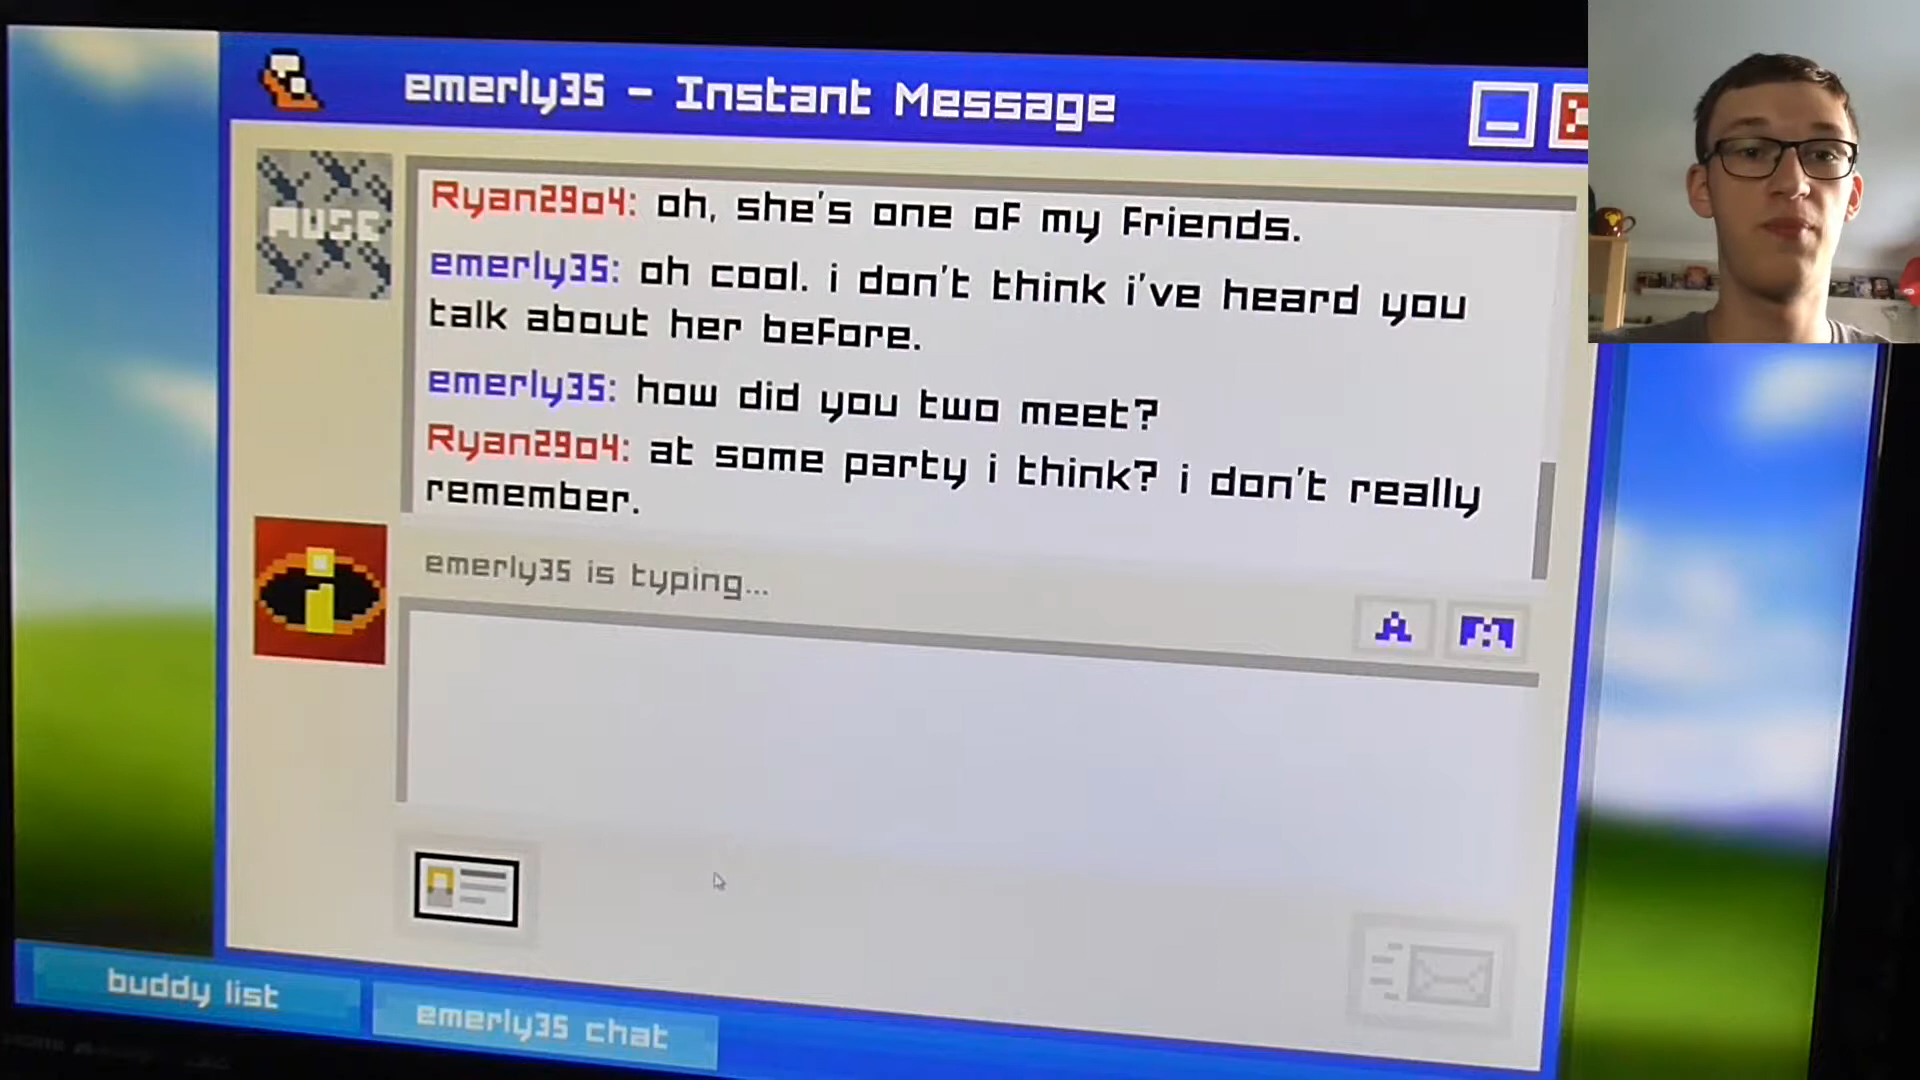 emerly35 - Instant Message
MUSE
Ryan29o4: oh, she's one of my friends.
emerly35: oh cool. i don't think i've heard you
talk about her before.
emerly35: how did you two meet?
Ryan29o4: at some party i think? i don't really
remember.
emerly35 is typing...
A
buddy list
emerly35 chat